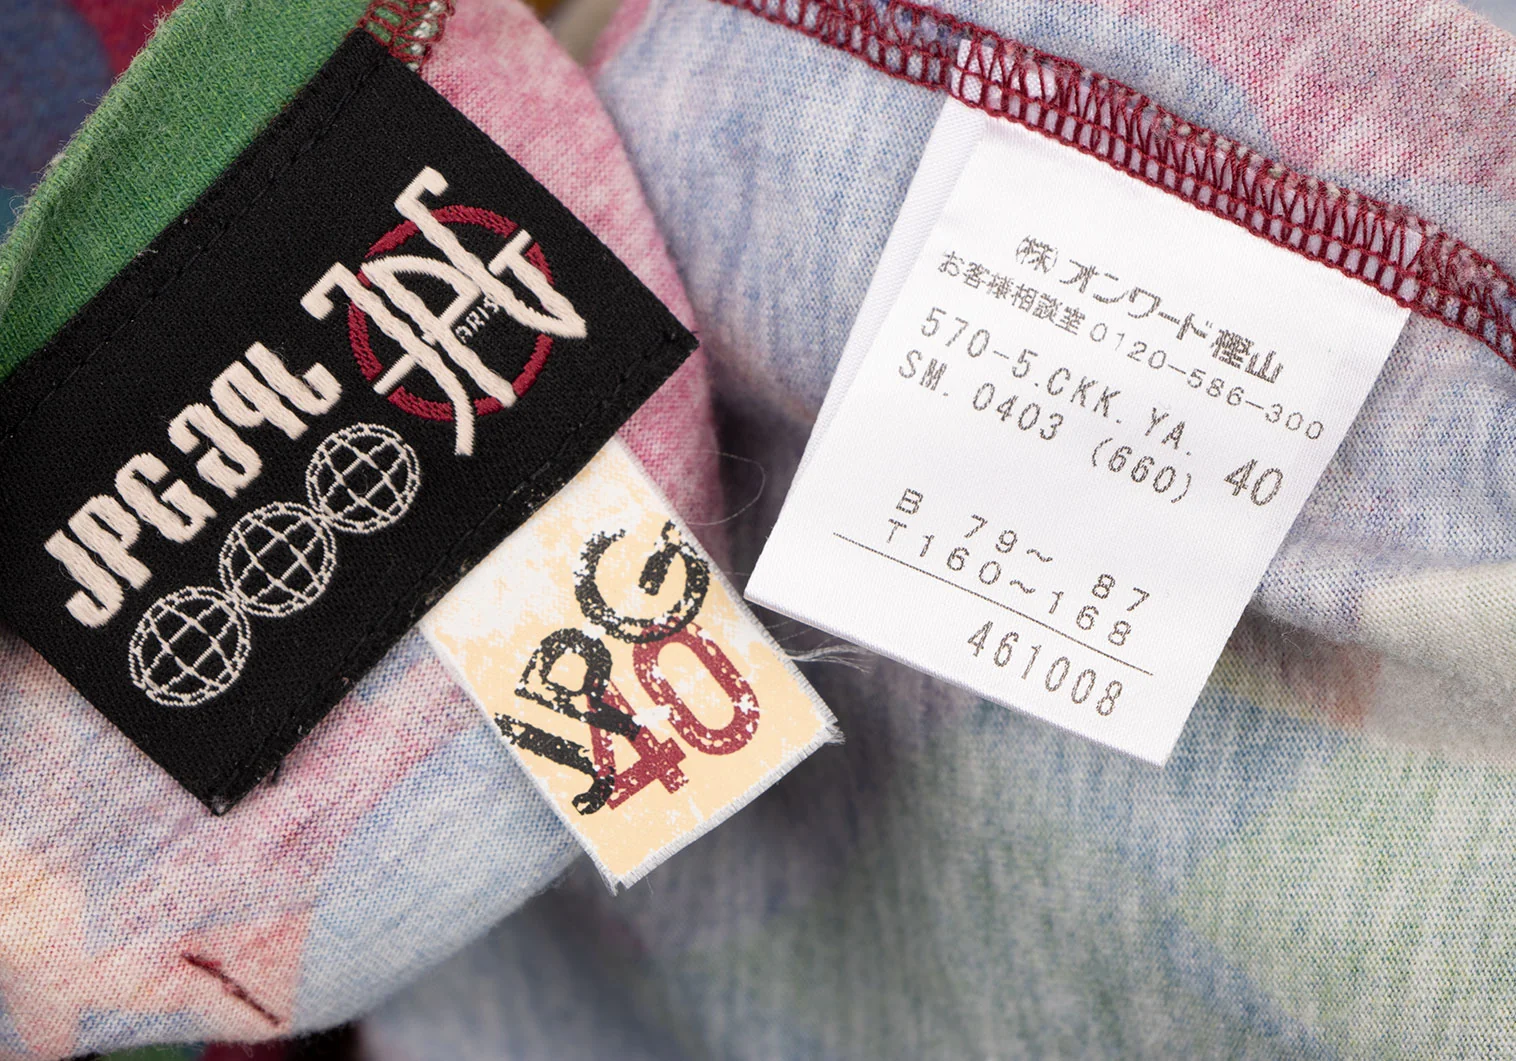 JPG JPG
JPG
PARIS
JPG
40
㈱オンワード樫山
お客様相談室 0120-586-300
570-5.CKK.YA.
SM. 0403 (660) 40
B 79~ 87
T160~168
461008